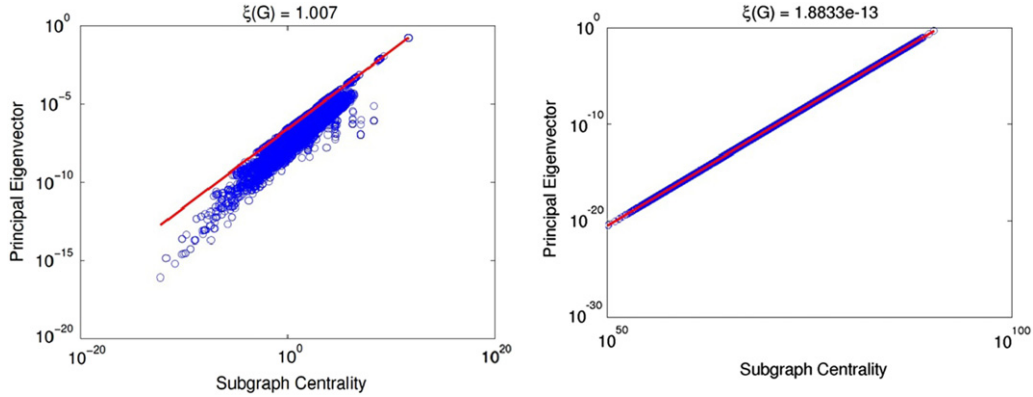 ξ(G) = 1.007
Principal Eigenvector
10^0
10^-5
10^-10
10^-15
10^-20
10^-20
10^0
10^20
Subgraph Centrality
ξ(G) = 1.8833e-13
Principal Eigenvector
10^0
10^-10
10^-20
10^-30
10^50
10^100
Subgraph Centrality